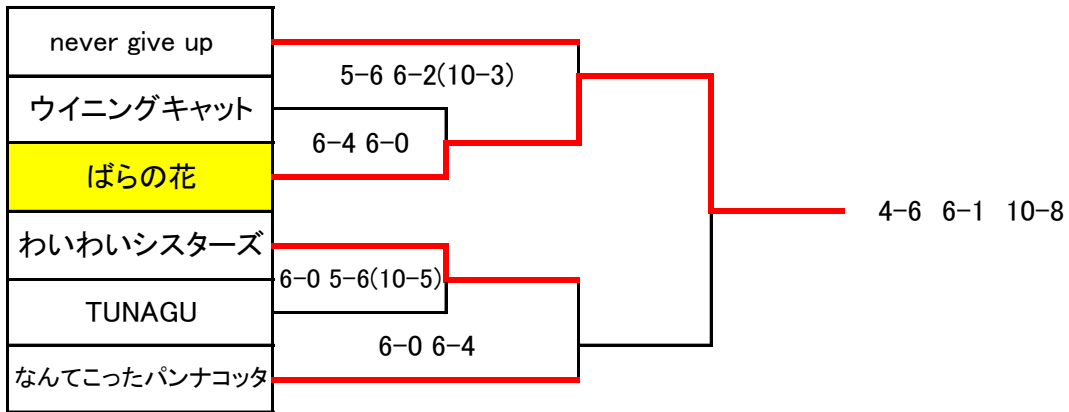 never give up
5-6 6-2(10-3)
ウイニングキャット
6-4 6-0
ばらの花
4-6 6-1 10-8
わいわいシスターズ
6-0 5-6(10-5)
TUNAGU
6-0 6-4
なんてこったパンナコッタ